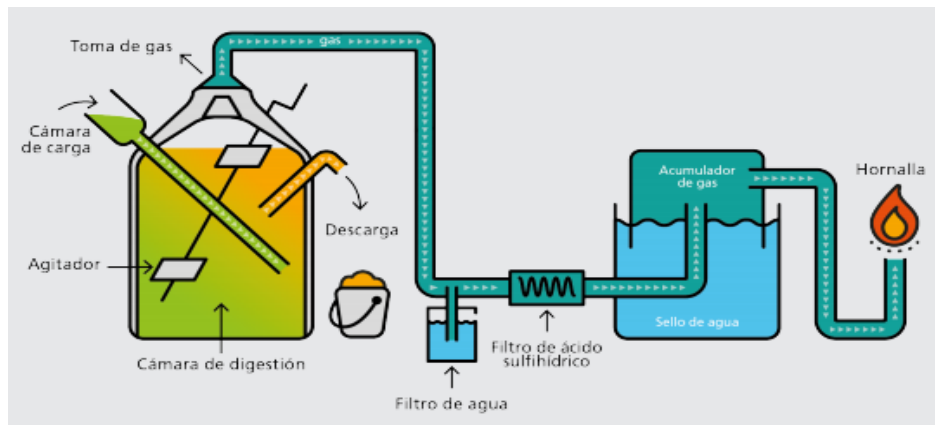 Toma de gas
gas
Cámara
de carga
Acumulador
de gas
Hornalla
Descarga
Agitador
Sello de agua
Filtro de ácido
sulfihídrico
Cámara de digestión
Filtro de agua